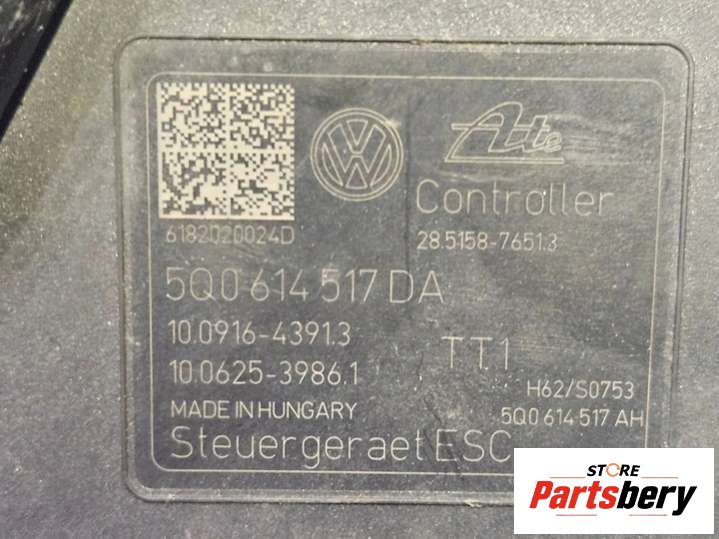 VW
Ate
Controller
6182020024D
28.5158-7651.3
5Q0 614 517 DA
10.0916-4391.3
TT1
10.0625-3986.1
H62/S0753
MADE IN HUNGARY
5Q0 614 517 AH
Steuergeraet ESC
STORE
Partsbery